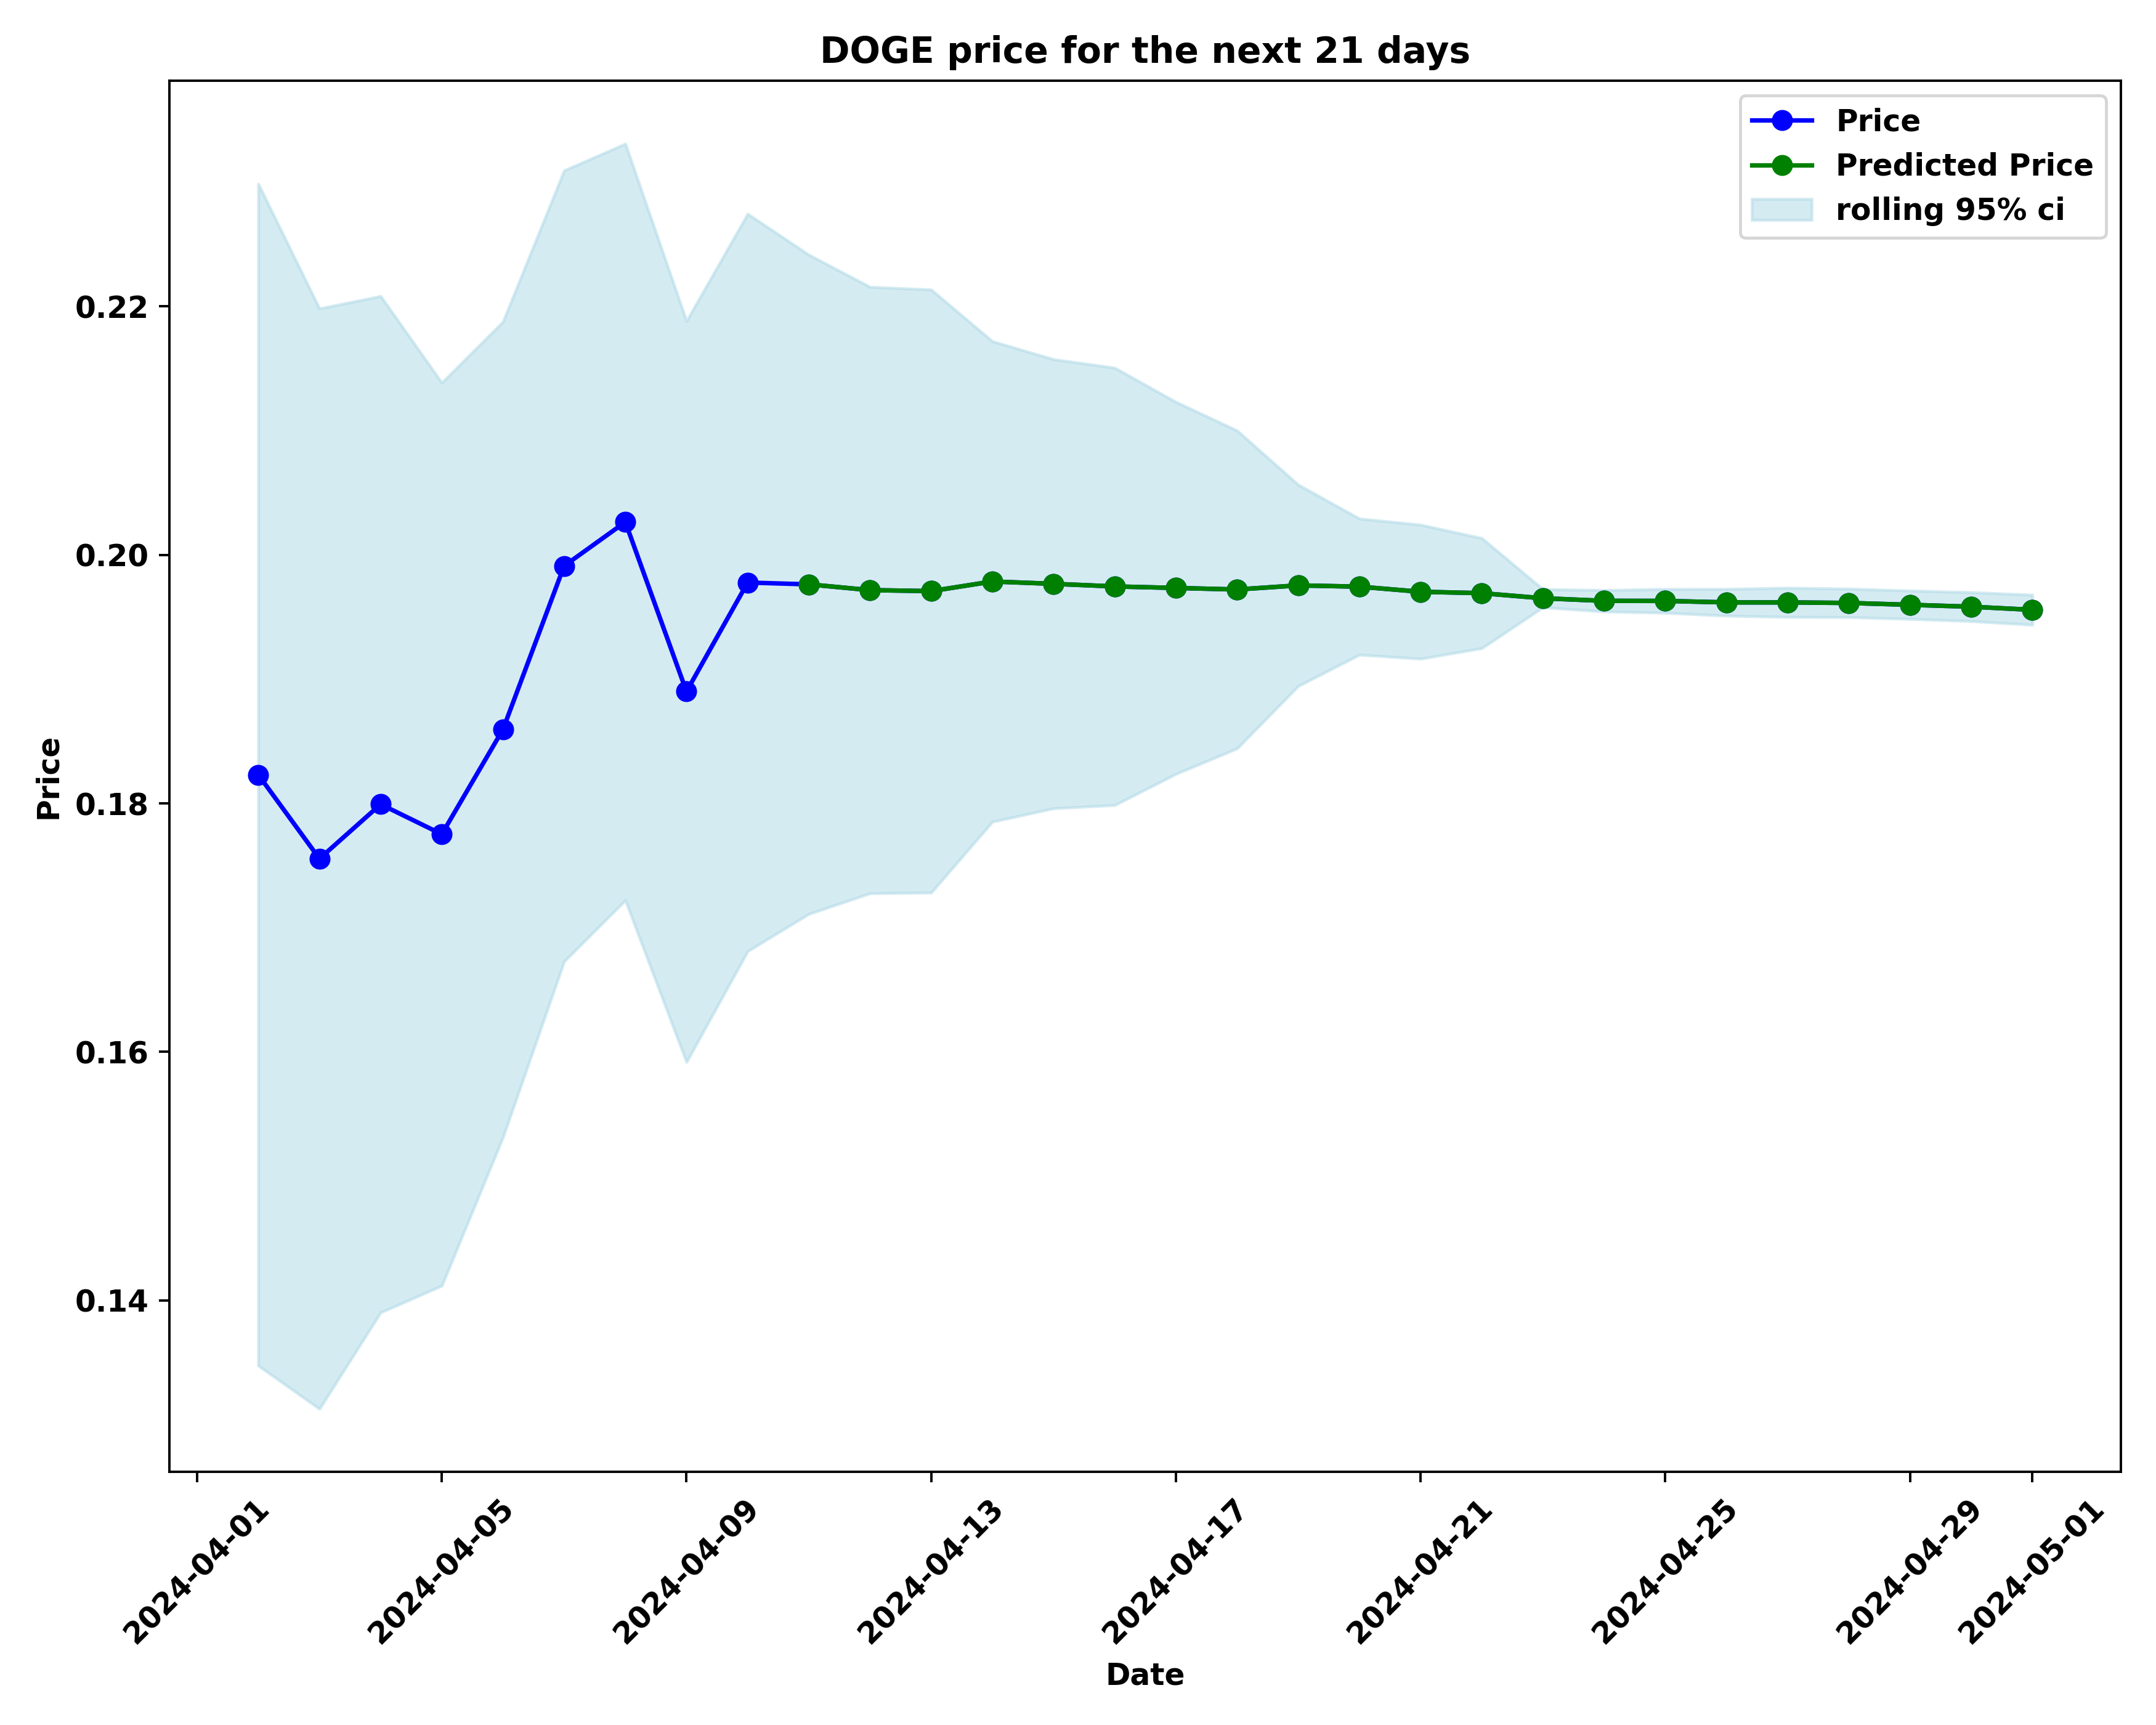 DOGE price for the next 21 days
Price
Predicted Price
rolling 95% ci
0.22
0.20
0.18
0.16
0.14
Price
2024-04-01
2024-04-05
2024-04-09
2024-04-13
2024-04-17
2024-04-21
2024-04-25
2024-04-29
2024-05-01
Date